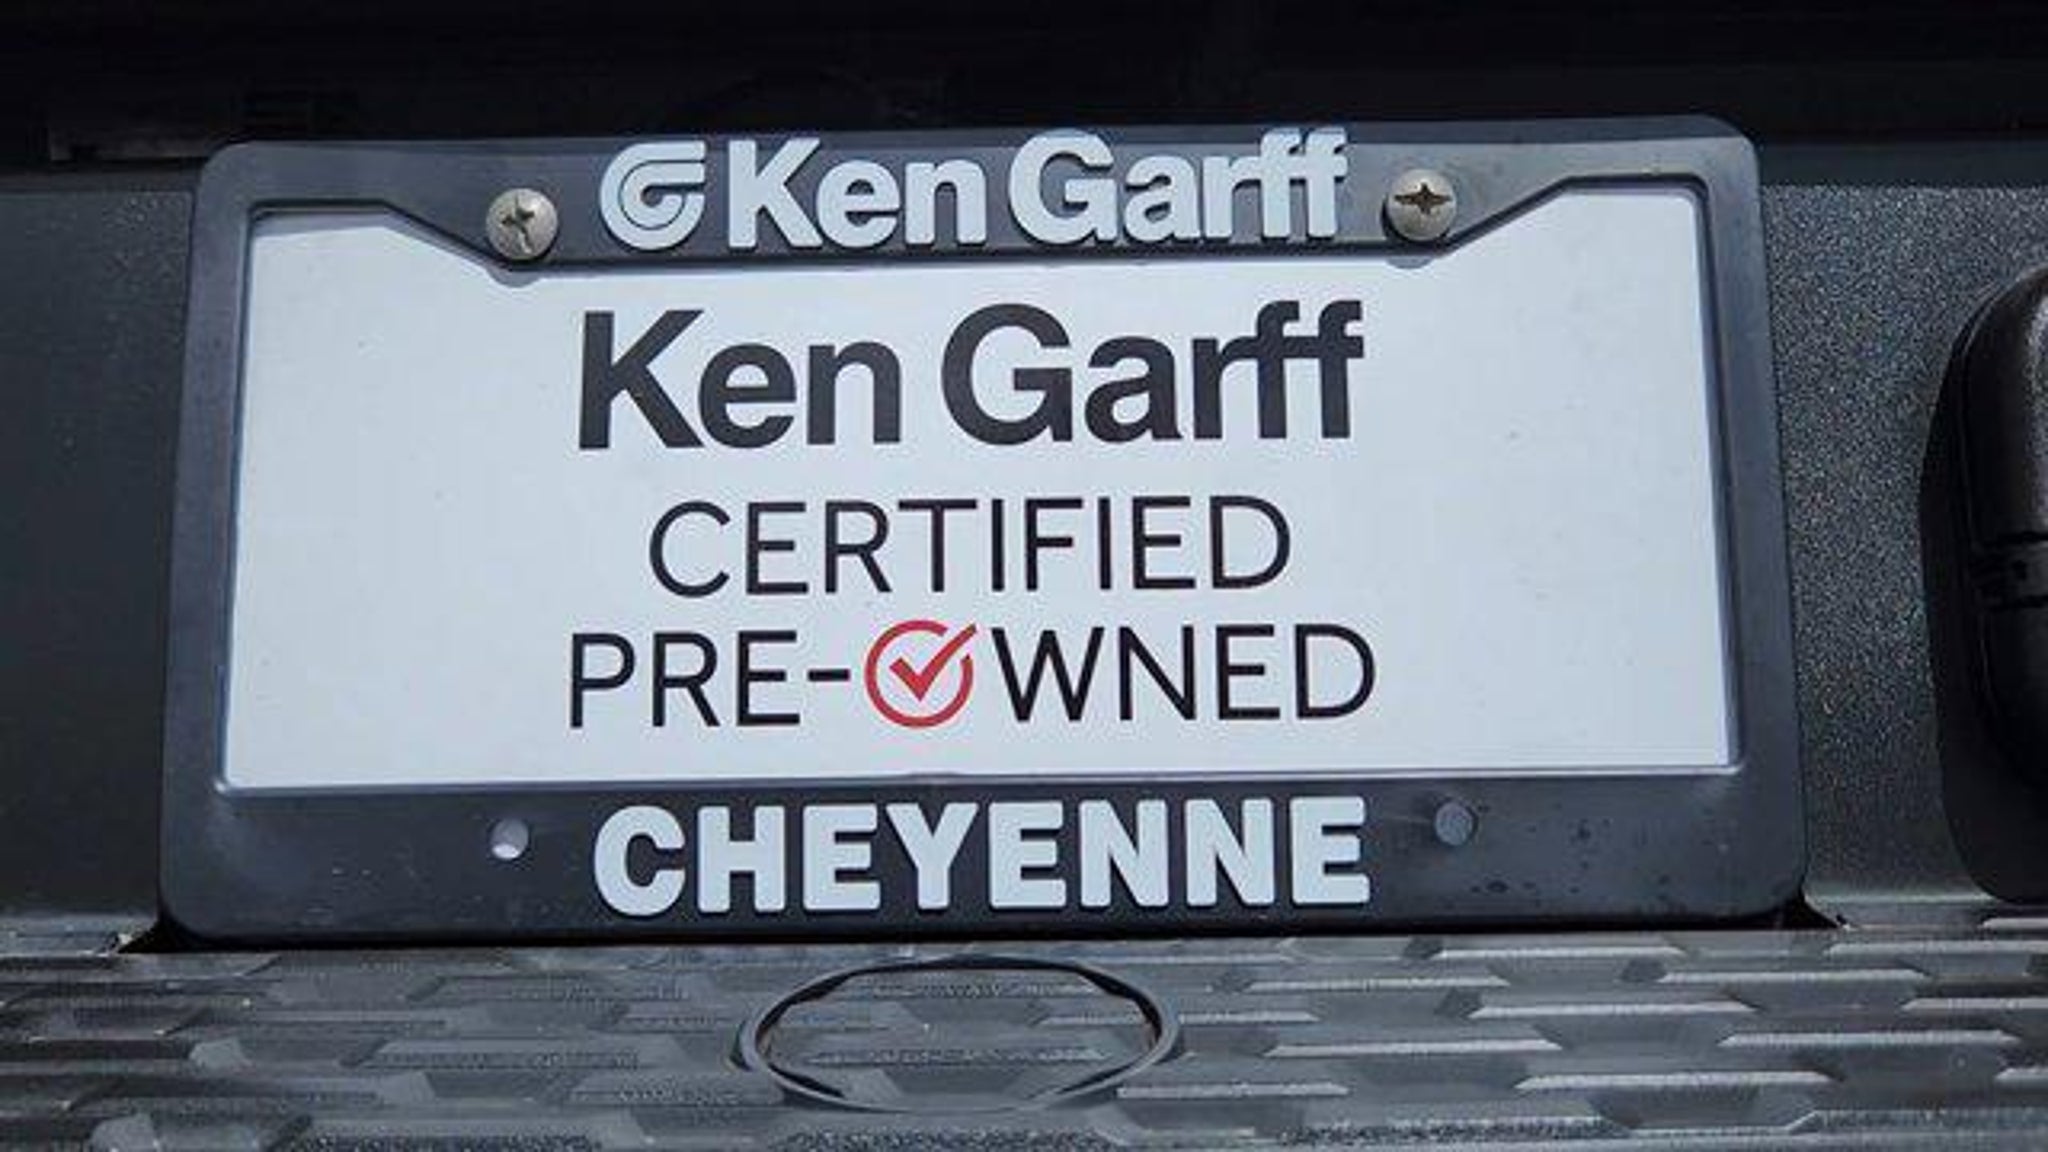 Ken Garff
Ken Garff
CERTIFIED
PRE-OWNED
CHEYENNE